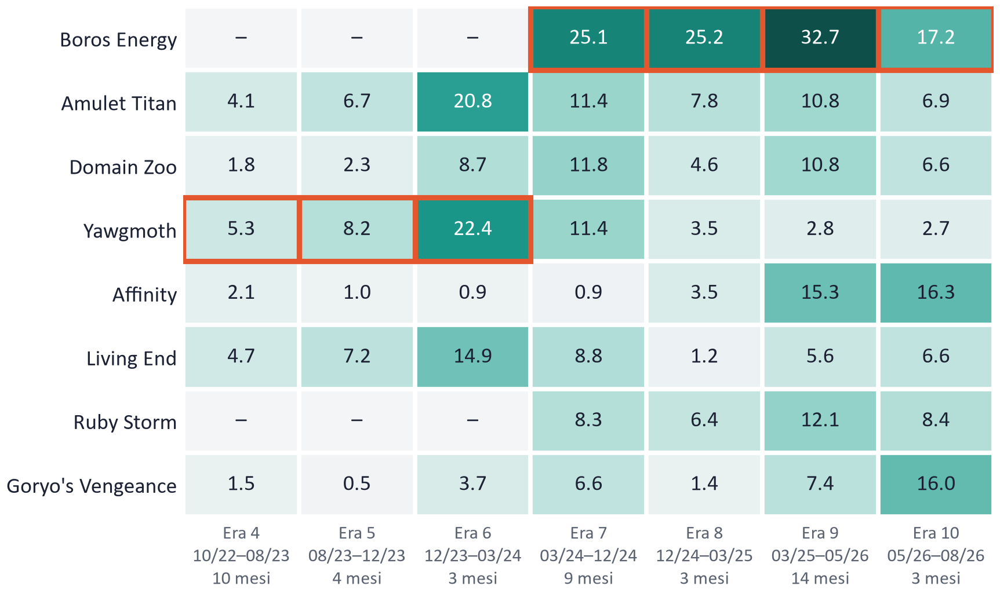 Boros Energy – – – 25.1 25.2 32.7 17.2
Amulet Titan 4.1 6.7 20.8 11.4 7.8 10.8 6.9
Domain Zoo 1.8 2.3 8.7 11.8 4.6 10.8 6.6
Yawgmoth 5.3 8.2 22.4 11.4 3.5 2.8 2.7
Affinity 2.1 1.0 0.9 0.9 3.5 15.3 16.3
Living End 4.7 7.2 14.9 8.8 1.2 5.6 6.6
Ruby Storm – – – 8.3 6.4 12.1 8.4
Goryo's Vengeance 1.5 0.5 3.7 6.6 1.4 7.4 16.0
Era 4 Era 5 Era 6 Era 7 Era 8 Era 9 Era 10
10/22–08/23 08/23–12/23 12/23–03/24 03/24–12/24 12/24–03/25 03/25–05/26 05/26–08/26
10 mesi 4 mesi 3 mesi 9 mesi 3 mesi 14 mesi 3 mesi